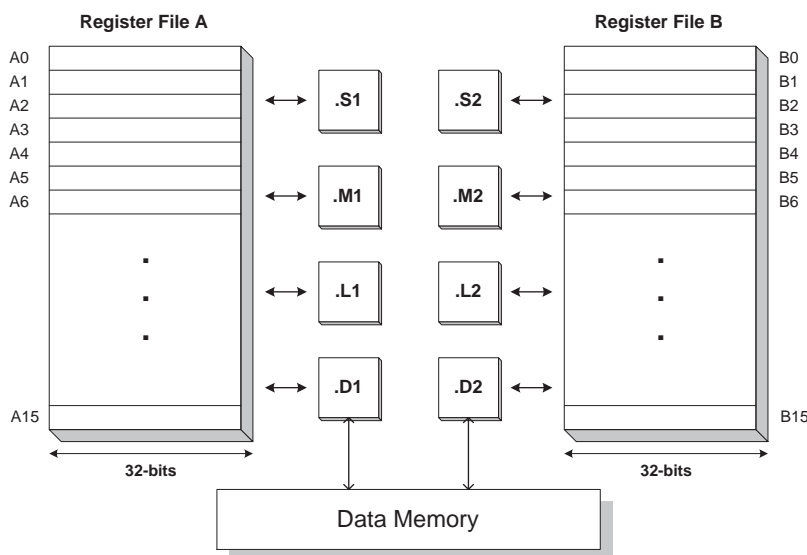 Register File A
Register File B
A0
A1
A2
A3
A4
A5
A6
A15
.S1
.S2
.M1
.M2
.L1
.L2
.D1
.D2
B0
B1
B2
B3
B4
B5
B6
B15
32-bits
32-bits
Data Memory